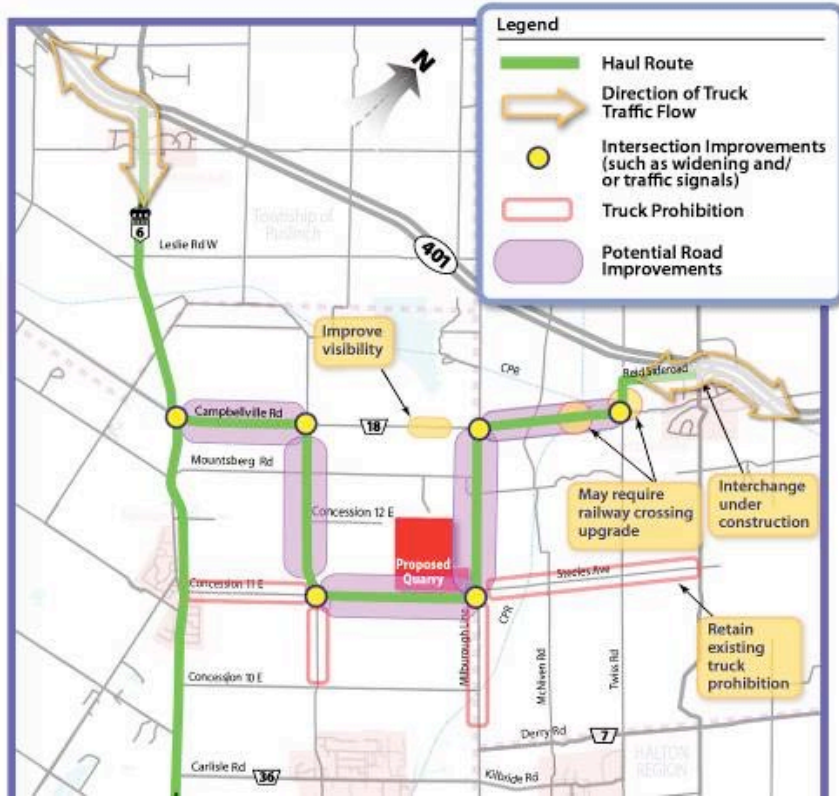 Legend
Haul Route
Direction of Truck
Traffic Flow
Intersection Improvements
(such as widening and/
or traffic signals)
Truck Prohibition
Potential Road
Improvements
N
6
Leslie Rd W
Township of
Puslinch
401
Improve
visibility
CPR
Reid Sideroad
Campbellville Rd
18
Mountsberg Rd
May require
railway crossing
upgrade
Interchange
under
construction
Concession 12 E
Proposed
Quarry
Concession 11 E
Steeles Ave
CPR
Milburough Line
McNiven Rd
Twiss Rd
Retain
existing
truck
prohibition
Concession 10 E
Derry Rd
7
HALTON
REGION
Carlisle Rd
36
Kilbride Rd